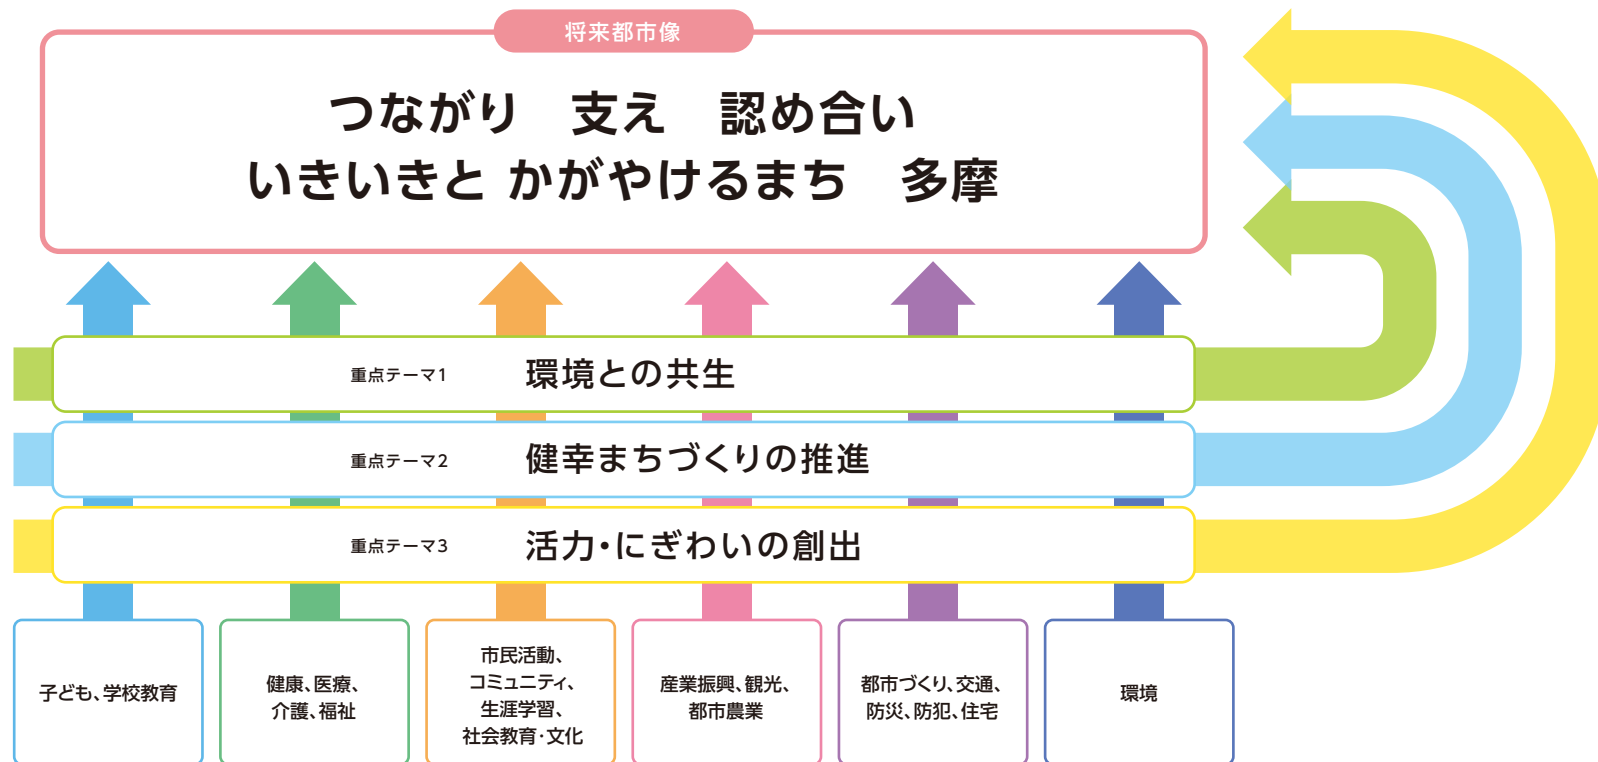 将来都市像
つながり　支え　認め合い
いきいきと かがやけるまち　多摩
重点テーマ1　環境との共生
重点テーマ2　健幸まちづくりの推進
重点テーマ3　活力・にぎわいの創出
子ども、学校教育
健康、医療、
介護、福祉
市民活動、
コミュニティ、
生涯学習、
社会教育・文化
産業振興、観光、
都市農業
都市づくり、交通、
防災、防犯、住宅
環境